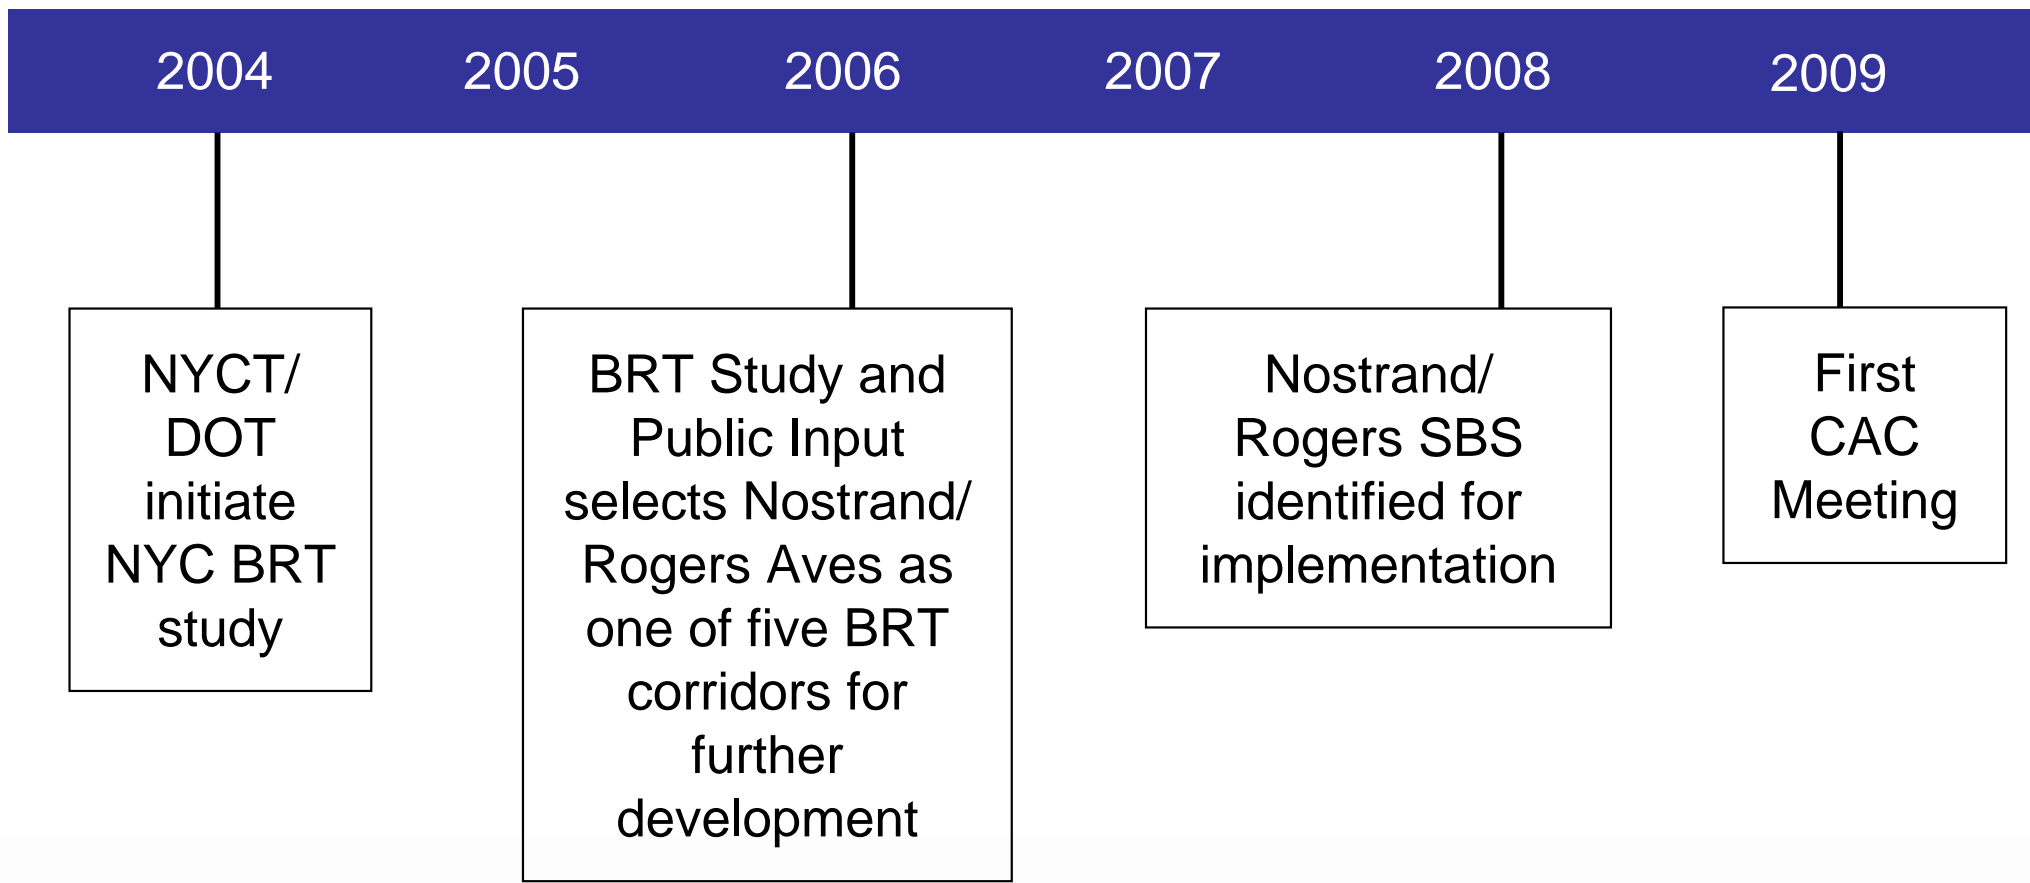 2004 2005 2006 2007 2008 2009
NYCT/
DOT
initiate
NYC BRT
study
BRT Study and
Public Input
selects Nostrand/
Rogers Aves as
one of five BRT
corridors for
further
development
Nostrand/
Rogers SBS
identified for
implementation
First
CAC
Meeting